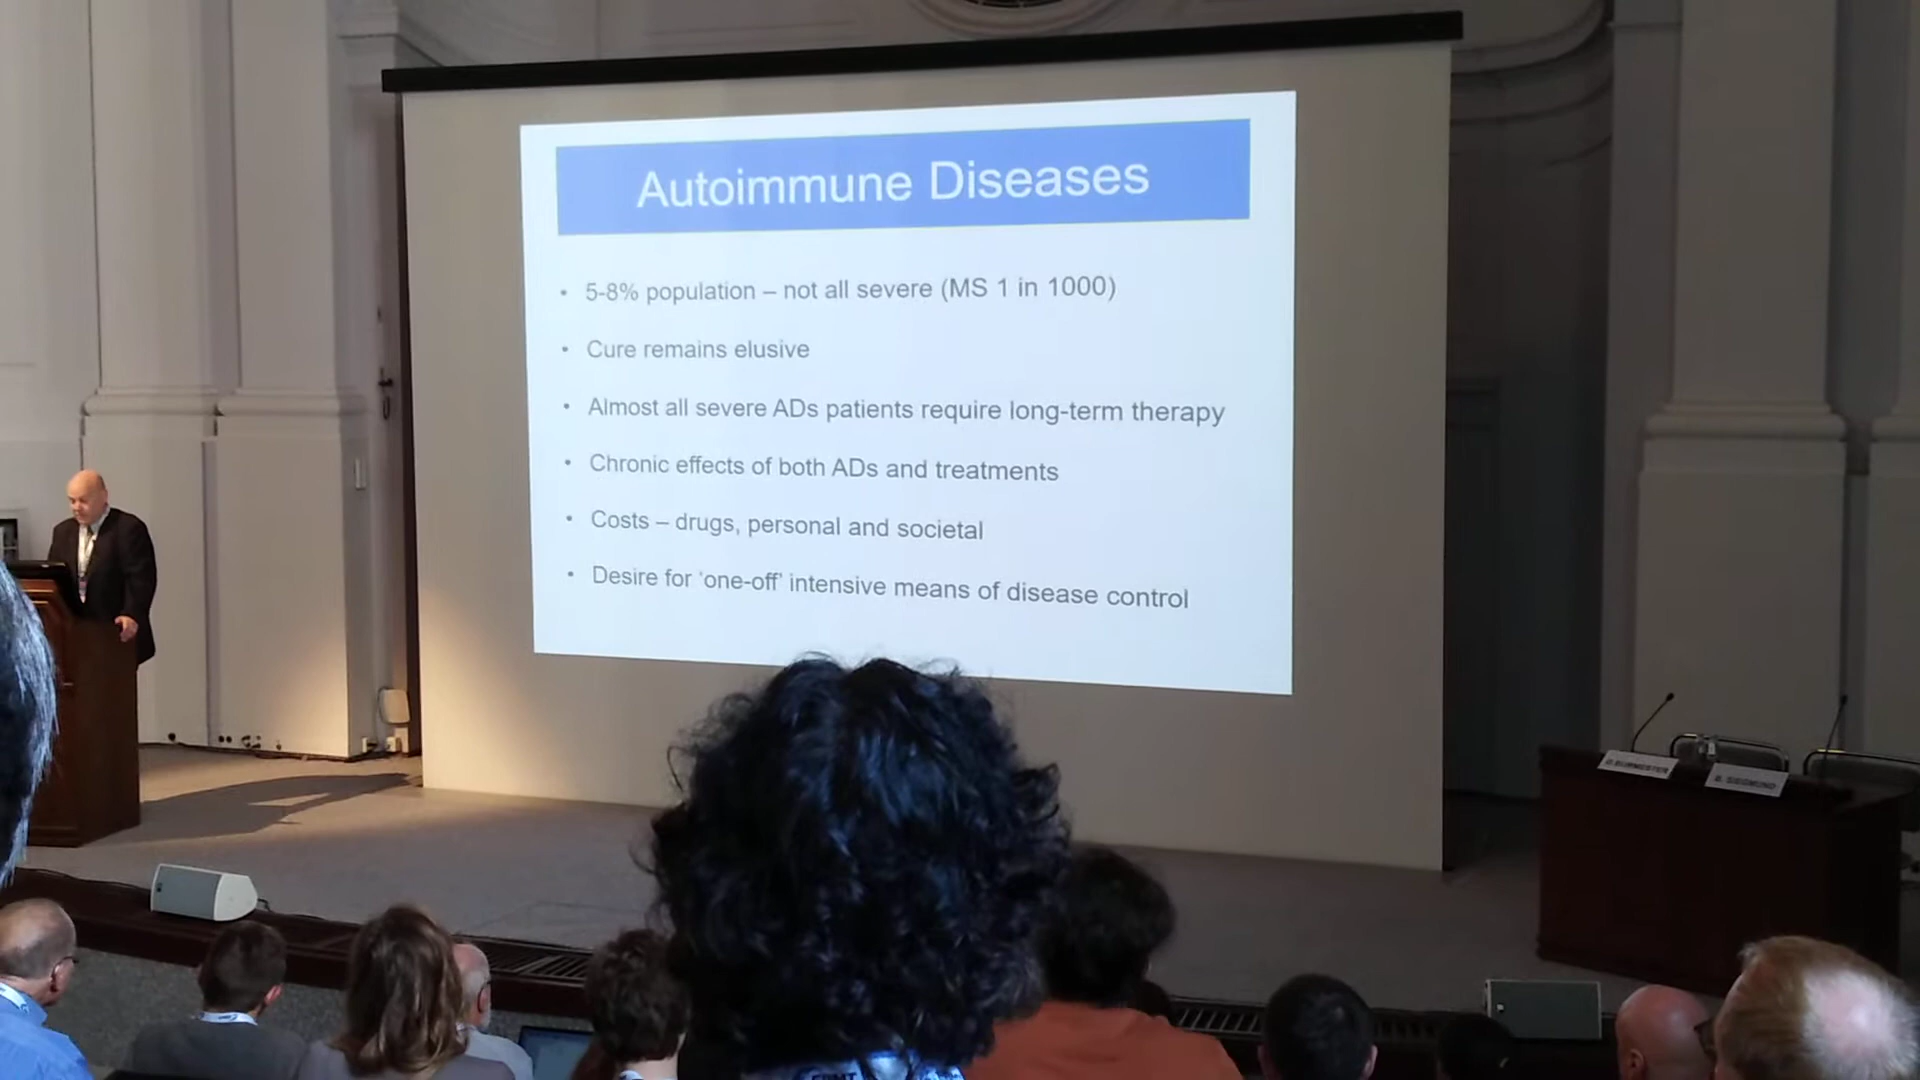 Autoimmune Diseases
• 5-8% population – not all severe (MS 1 in 1000)
• Cure remains elusive
• Almost all severe ADs patients require long-term therapy
• Chronic effects of both ADs and treatments
• Costs – drugs, personal and societal
• Desire for 'one-off' intensive means of disease control
B. SIEGMUND